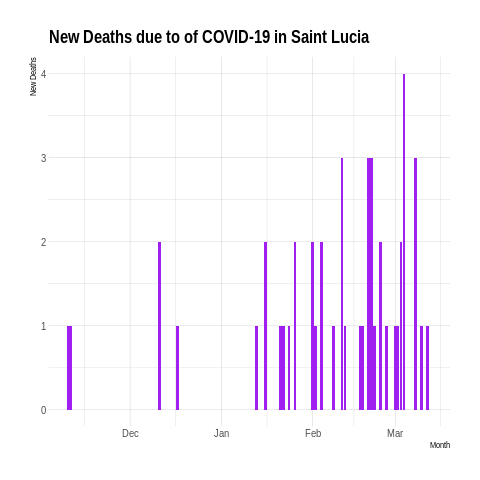 New Deaths due to of COVID-19 in Saint Lucia
New Deaths
4
3
2
1
0
Dec Jan Feb Mar
Month